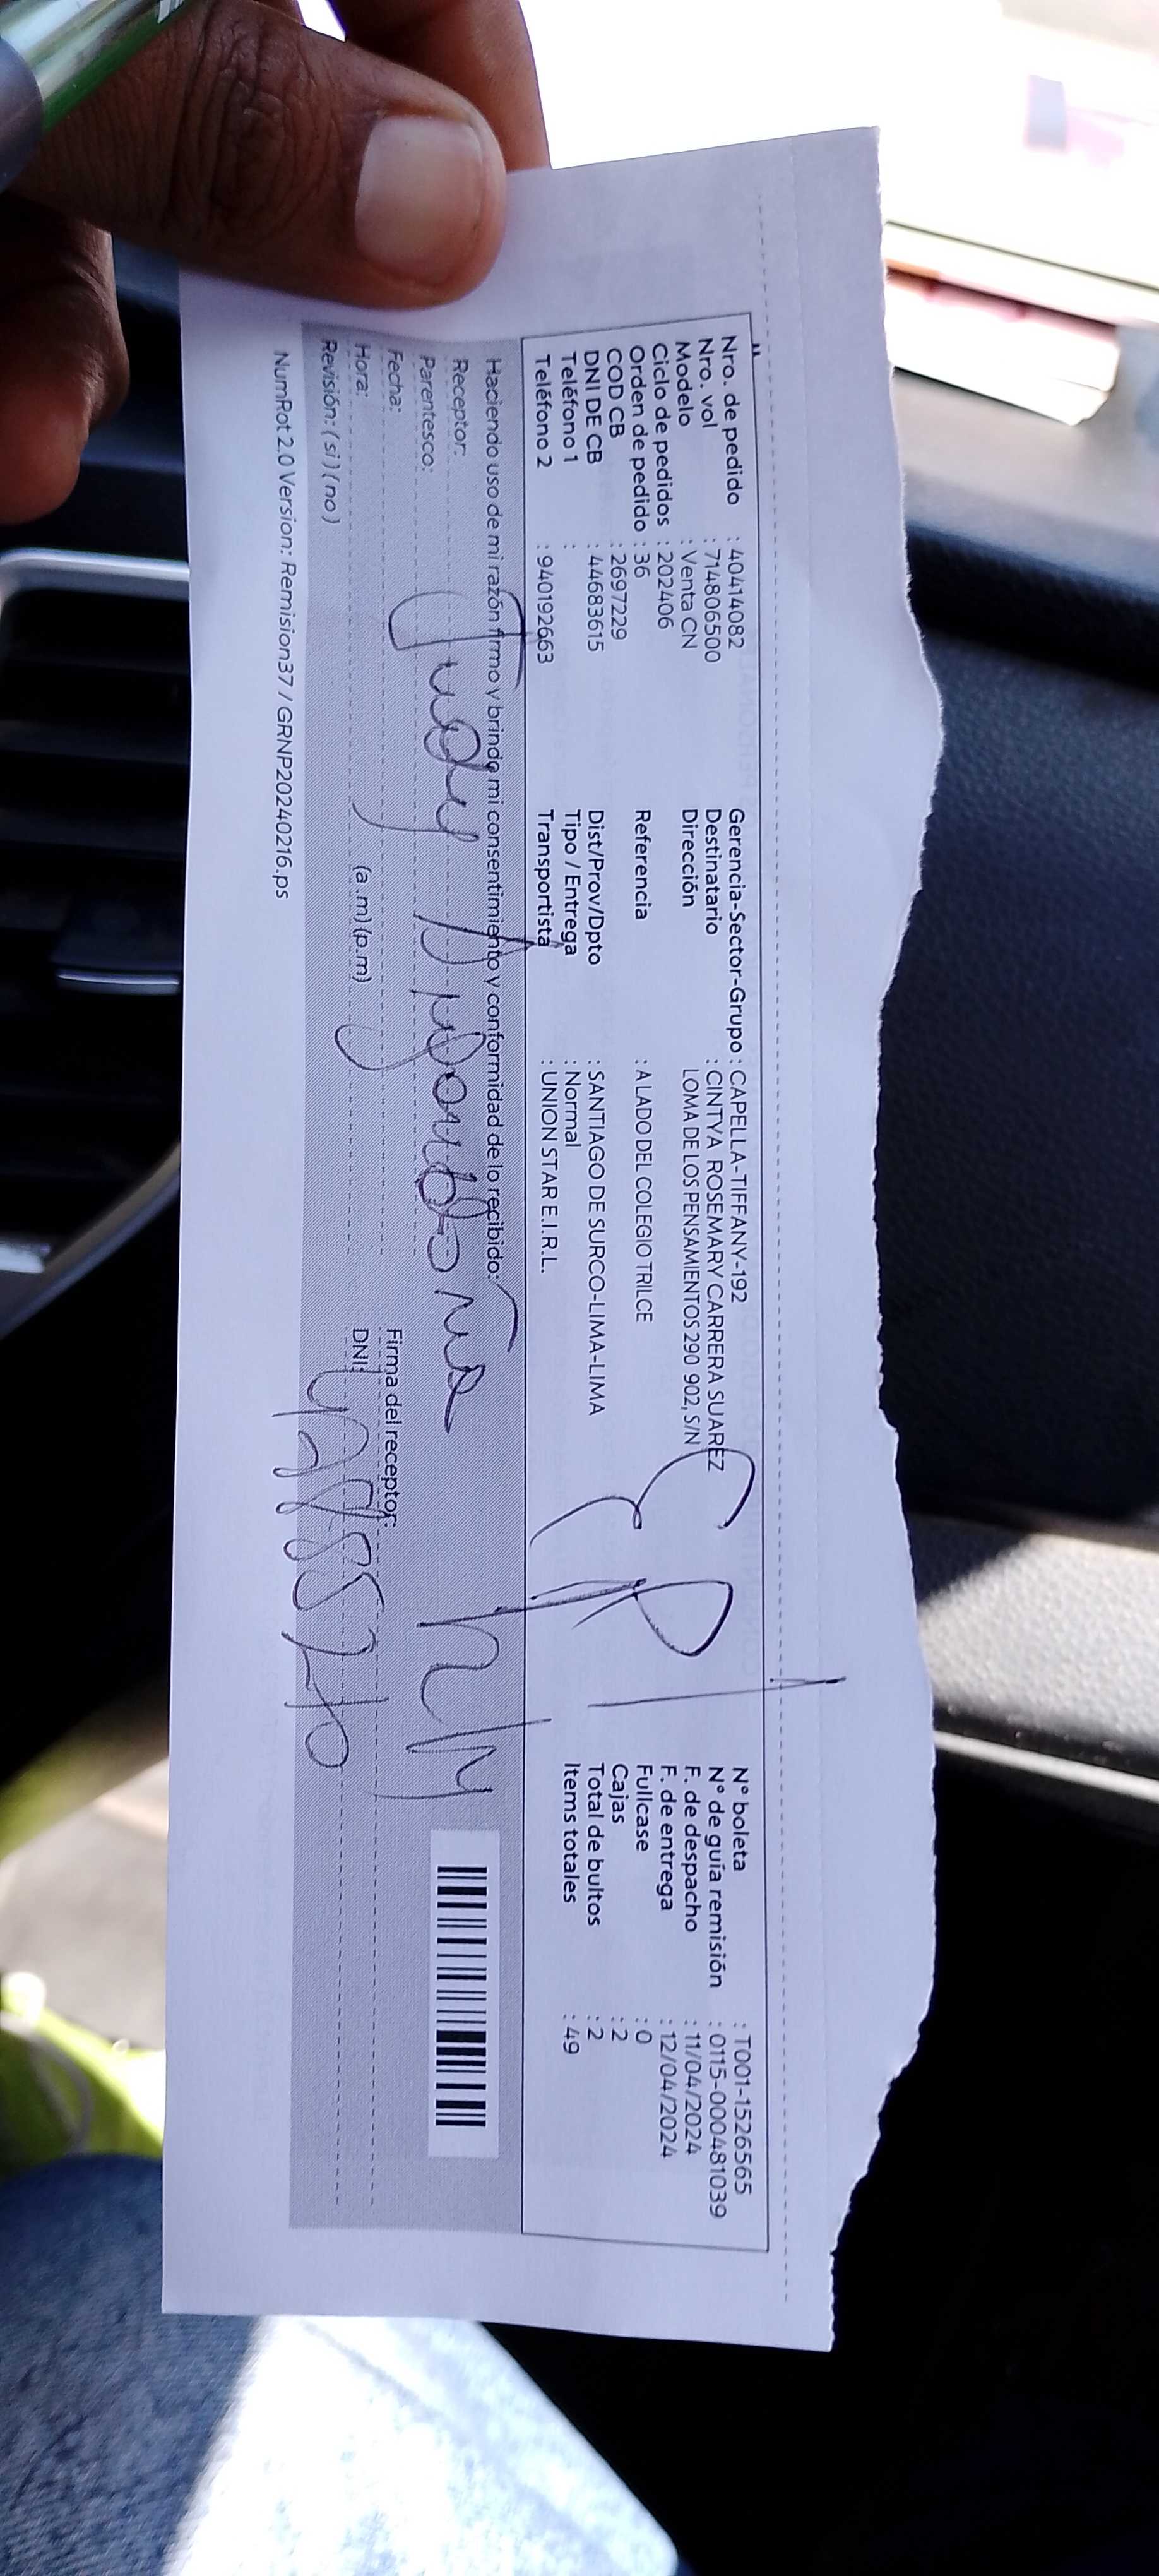 Nro. de pedido : 40414082
Nro. vol : 714806500
Modelo : Venta CN
Ciclo de pedidos : 202406
Orden de pedido : 36
COD CB : 2697229
DNI DE CB : 44683615
Teléfono 1 :
Teléfono 2 : 940192663
Gerencia-Sector-Grupo : CAPELLA-TIFFANY-192
Destinatario : CINTYA ROSEMARY CARRERA SUAREZ
Dirección LOMA DE LOS PENSAMIENTOS 290 902, S/N
Referencia : A LADO DEL COLEGIO TRILCE
Dist/Prov/Dpto : SANTIAGO DE SURCO-LIMA-LIMA
Tipo / Entrega : Normal
Transportista : UNION STAR E.I.R.L.
N° boleta : T001-1526565
N° de guía remisión : 0115-000481039
F. de despacho : 11/04/2024
F. de entrega : 12/04/2024
Fullcase : 0
Cajas : 2
Total de bultos : 2
Items totales : 49
Haciendo uso de mi razón firmo y brindo mi consentimiento y conformidad de lo recibido:
Receptor:
Parentesco:
Fecha:
Hora: (a.m)(p.m)
Revisión: (si) (no)
Firma del receptor:
DNI:
NumRot2.0 Version: Remision37 / GRNP20240216.ps